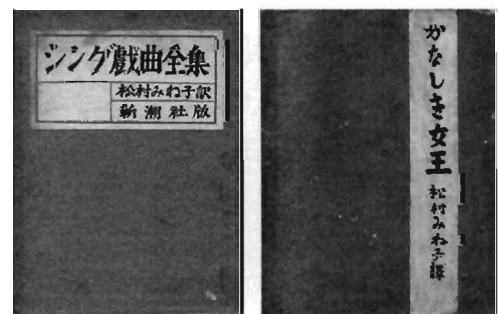 シング戯曲全集
松村みね子訳
新潮社版
かなしき女王
松村みね子譯